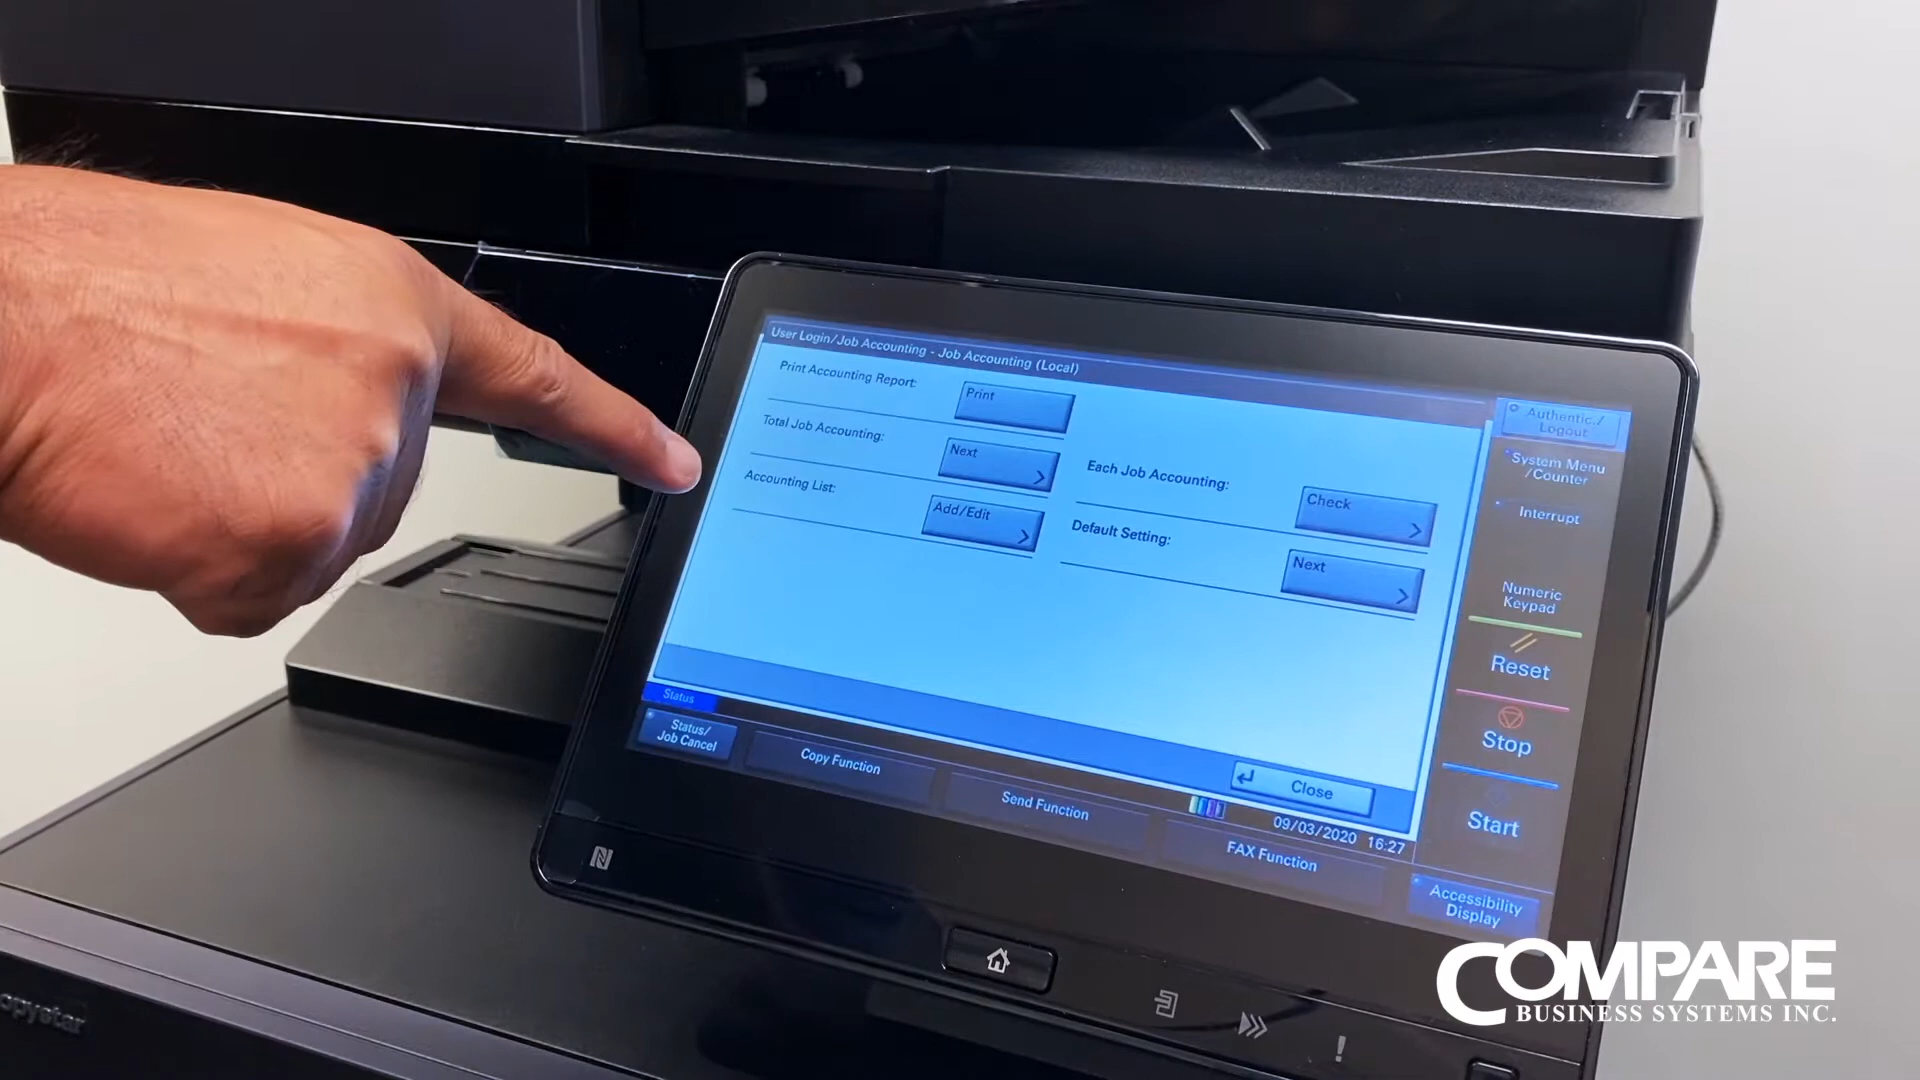 User Login/Job Accounting - Job Accounting (Local)
Print Accounting Report:
Print
Total Job Accounting:
Next
Accounting List:
Add/Edit
Each Job Accounting:
Check
Default Setting:
Next
Close
Status
Status/
Job Cancel
Copy Function
Send Function
FAX Function
09/03/2020 16:27
Authentic./
Logout
System Menu
/Counter
Interrupt
Numeric
Keypad
Reset
Stop
Start
Accessibility
Display
opystar
COMPARE
BUSINESS SYSTEMS INC.